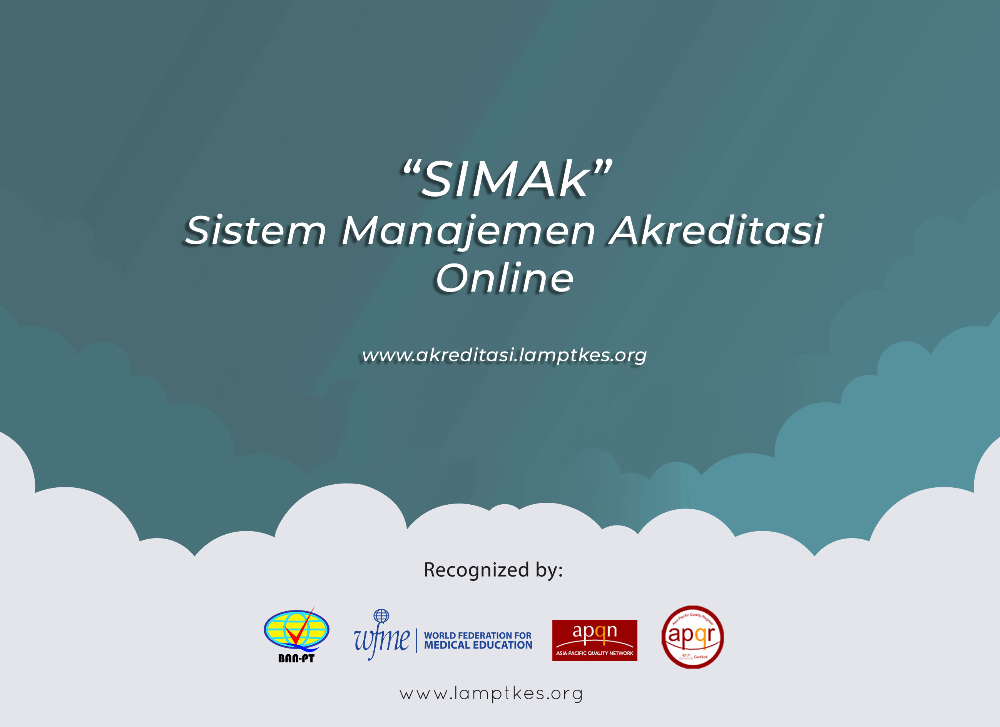 “SIMAk”
Sistem Manajemen Akreditasi
Online
www.akreditasi.lamptkes.org
Recognized by:
BAN-PT
wfme
WORLD FEDERATION FOR
MEDICAL EDUCATION
apqn
ASIA-PACIFIC QUALITY NETWORK
Asia Pacific Quality Register
apqr
apqn
Certified
www.lamptkes.org